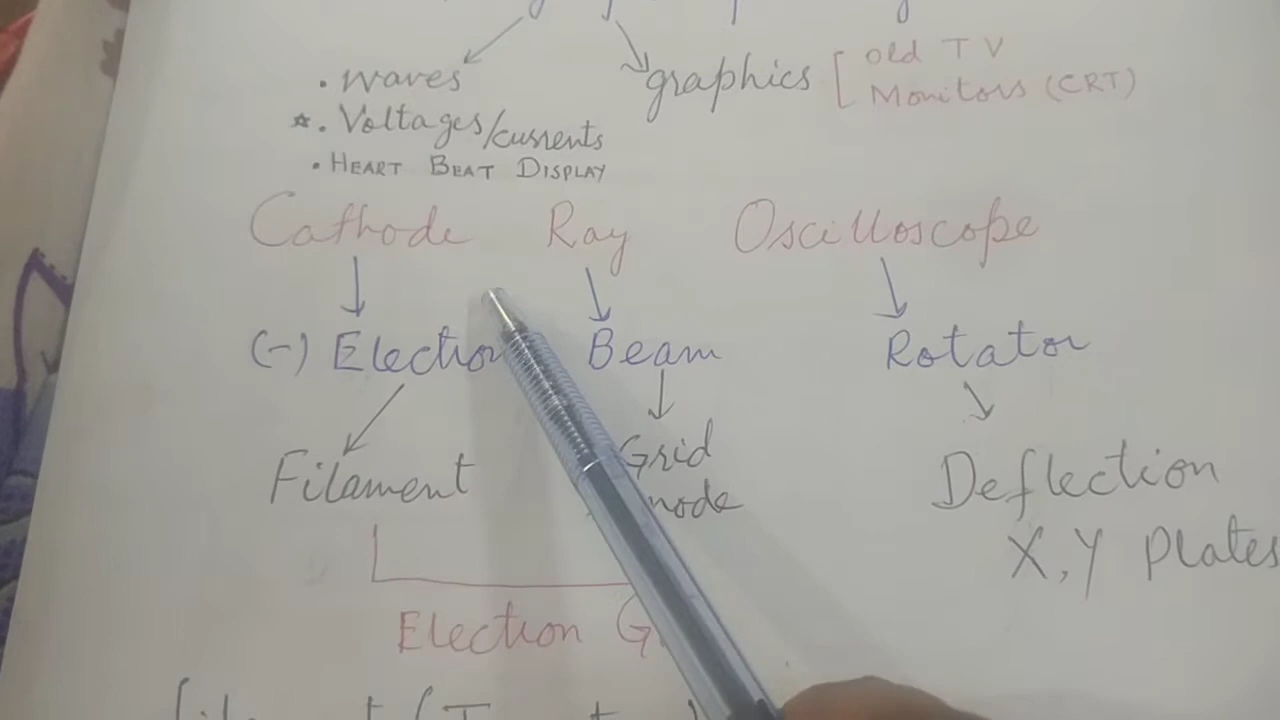 . waves
graphics [ Old TV
Monitors (CRT)
* . Voltages/currents
. HEART BEAT DISPLAY
Cathode Ray Oscilloscope
(-) Electron Beam Rotator
Filament Grid
Deflection
X, Y Plates
Electron